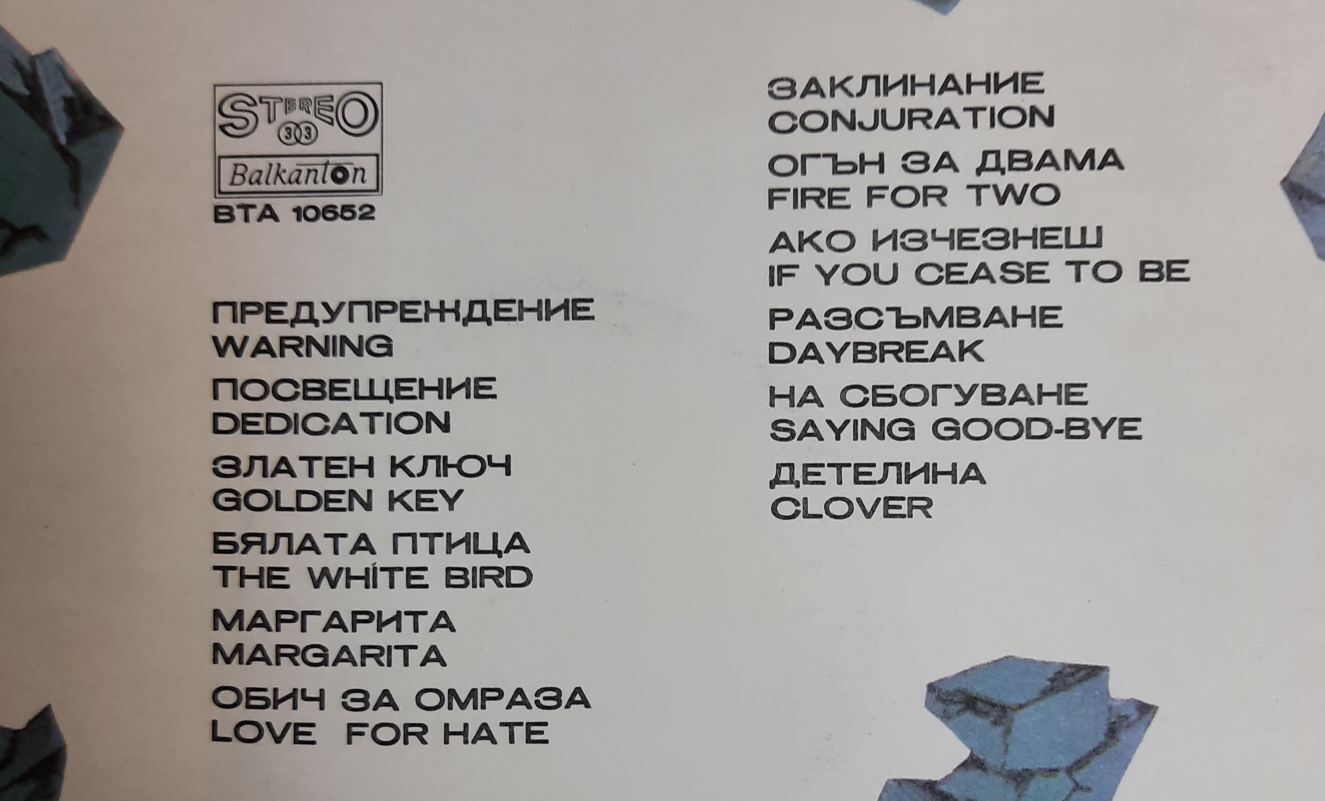 STEREO
33
Balkanton
ВТА 10652
ПРЕДУПРЕЖДЕНИЕ
WARNING
ПОСВЕЩЕНИЕ
DEDICATION
ЗЛАТЕН КЛЮЧ
GOLDEN KEY
БЯЛАТА ПТИЦА
THE WHÍTE BIRD
МАРГАРИТА
MARGARITA
ОБИЧ ЗА ОМРАЗА
LOVE FOR HATE
ЗАКЛИНАНИЕ
CONJURATION
ОГЪН ЗА ДВАМА
FIRE FOR TWO
АКО ИЗЧЕЗНЕШ
IF YOU CEASE TO BE
РАЗСЪМВАНЕ
DAYBREAK
НА СБОГУВАНЕ
SAYING GOOD-BYE
ДЕТЕЛИНА
CLOVER